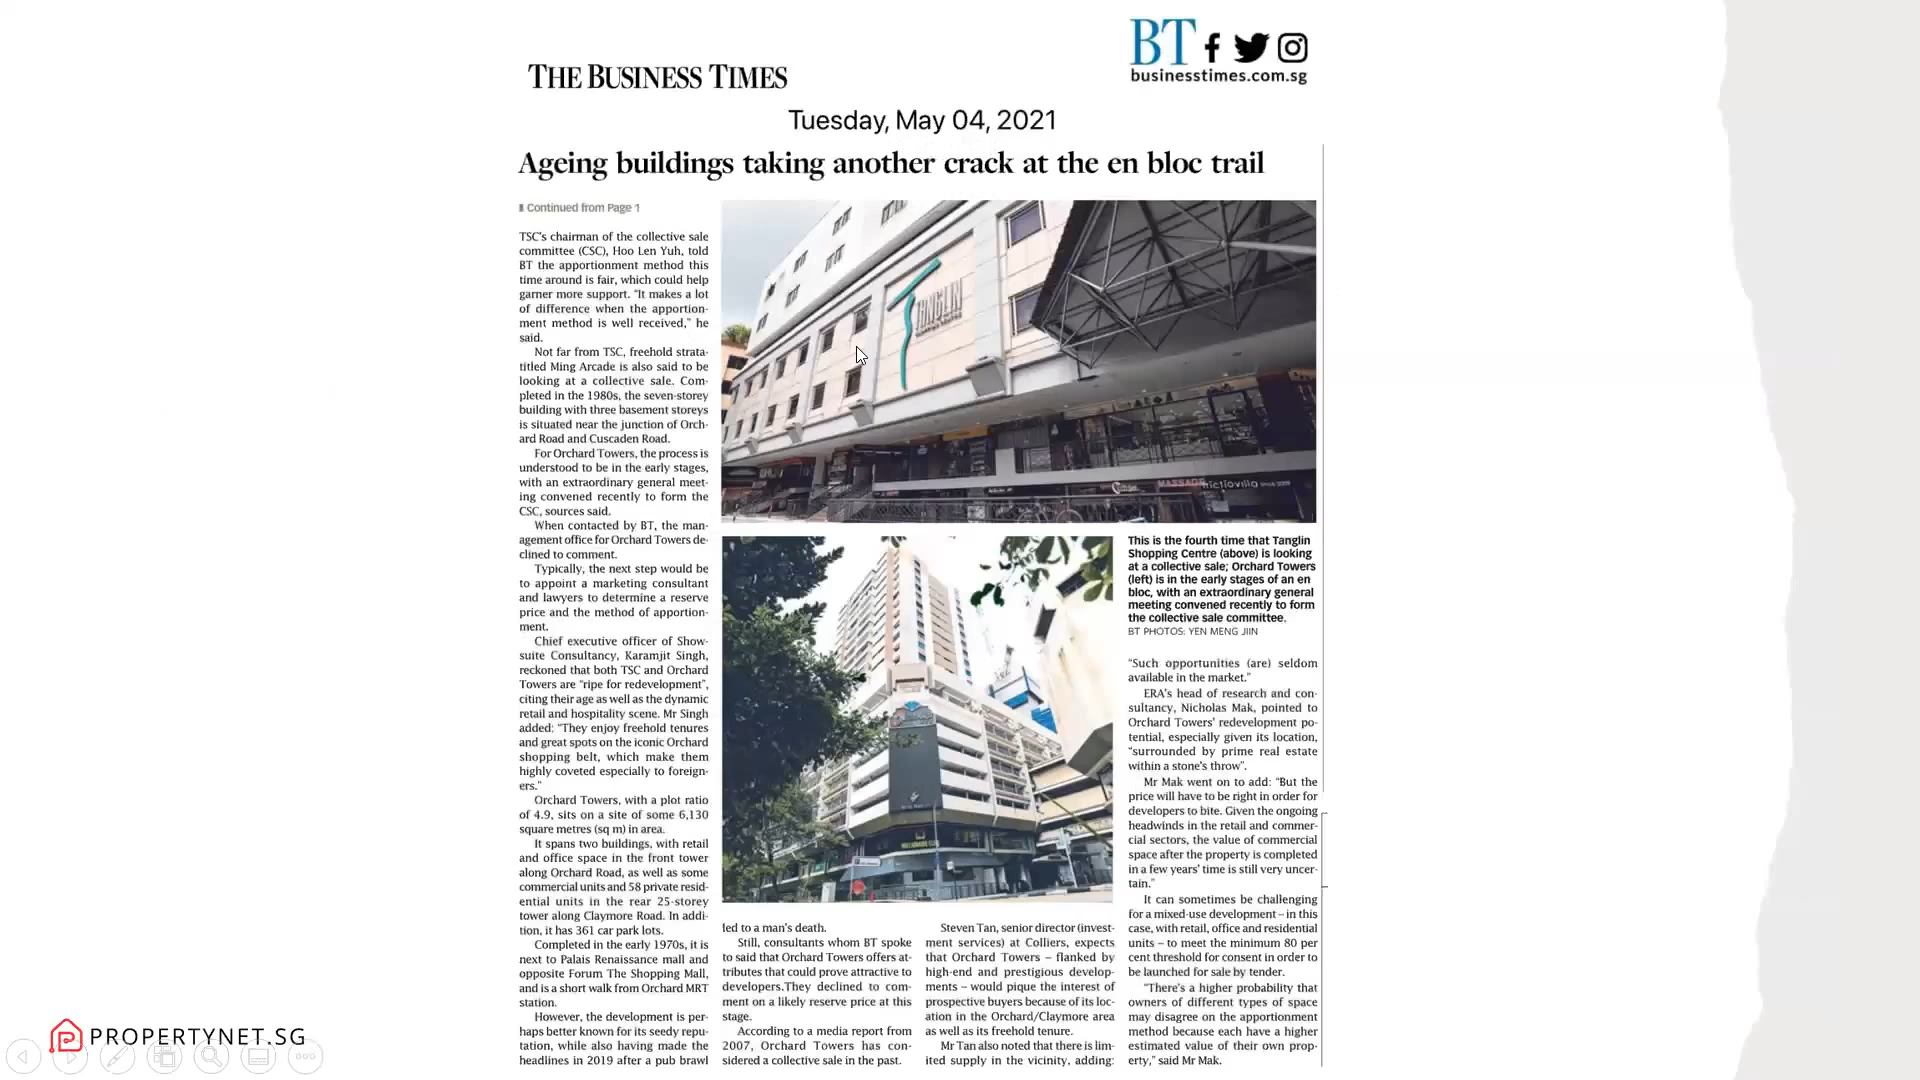 BT
businesstimes.com.sg
THE BUSINESS TIMES
Tuesday, May 04, 2021
Ageing buildings taking another crack at the en bloc trail
Continued from Page 1
TSC's chairman of the collective sale
committee (CSC), Hoo Len Yuh, told
BT the apportionment method this
time around is fair, which could help
garner more support. "It makes a lot
of difference when the apportion-
ment method is well received," he
said.
Not far from TSC, freehold strata-
titled Ming Arcade is also said to be
looking at a collective sale. Com-
pleted in the 1980s, the seven-storey
building with three basement storeys
is situated near the junction of Orch-
ard Road and Cuscaden Road.
For Orchard Towers, the process is
understood to be in the early stages,
with an extraordinary general meet-
ing convened recently to form the
CSC, sources said.
When contacted by BT, the man-
agement office for Orchard Towers de-
clined to comment.
Typically, the next step would be
to appoint a marketing consultant
and lawyers to determine a reserve
price and the method of apportion-
ment.
Chief executive officer of Show-
suite Consultancy, Karamjit Singh,
reckoned that both TSC and Orchard
Towers are "ripe for redevelopment",
citing their age as well as the dynamic
retail and hospitality scene. Mr Singh
added: "They enjoy freehold tenures
and great spots on the iconic Orchard
shopping belt, which make them
highly coveted especially to foreign-
ers."
Orchard Towers, with a plot ratio
of 4.9, sits on a site of some 6,130
square metres (sq m) in area.
It spans two buildings, with retail
and office space in the front tower
along Orchard Road, as well as some
commercial units and 58 private resid-
ential units in the rear 25-storey
tower along Claymore Road. In addi-
tion, it has 361 car park lots.
Completed in the early 1970s, it is
next to Palais Renaissance mall and
opposite Forum The Shopping Mall,
and is a short walk from Orchard MRT
station.
However, the development is per-
haps better known for its seedy repu-
tation, while also having made the
headlines in 2019 after a pub brawl
TANGLIN
MASSAGE
led to a man's death.
Still, consultants whom BT spoke
to said that Orchard Towers offers at-
tributes that could prove attractive to
developers.They declined to com-
ment on a likely reserve price at this
stage.
According to a media report from
2007, Orchard Towers has con-
sidered a collective sale in the past.
Steven Tan, senior director (invest-
ment services) at Colliers, expects
that Orchard Towers – flanked by
high-end and prestigious develop-
ments – would pique the interest of
prospective buyers because of its loc-
ation in the Orchard/Claymore area
as well as its freehold tenure.
Mr Tan also noted that there is lim-
ited supply in the vicinity, adding:
This is the fourth time that Tanglin
Shopping Centre (above) is looking
at a collective sale; Orchard Towers
(left) is in the early stages of an en
bloc, with an extraordinary general
meeting convened recently to form
the collective sale committee.
BT PHOTOS: YEN MENG JIIN
"Such opportunities (are) seldom
available in the market."
ERA's head of research and con-
sultancy, Nicholas Mak, pointed to
Orchard Towers' redevelopment po-
tential, especially given its location,
"surrounded by prime real estate
within a stone's throw".
Mr Mak went on to add: "But the
price will have to be right in order for
developers to bite. Given the ongoing
headwinds in the retail and commer-
cial sectors, the value of commercial
space after the property is completed
in a few years' time is still very uncer-
tain."
It can sometimes be challenging
for a mixed-use development – in this
case, with retail, office and residential
units – to meet the minimum 80 per
cent threshold for consent in order to
be launched for sale by tender.
"There's a higher probability that
owners of different types of space
may disagree on the apportionment
method because each have a higher
estimated value of their own prop-
erty," said Mr Mak.
PROPERTYNET.SG